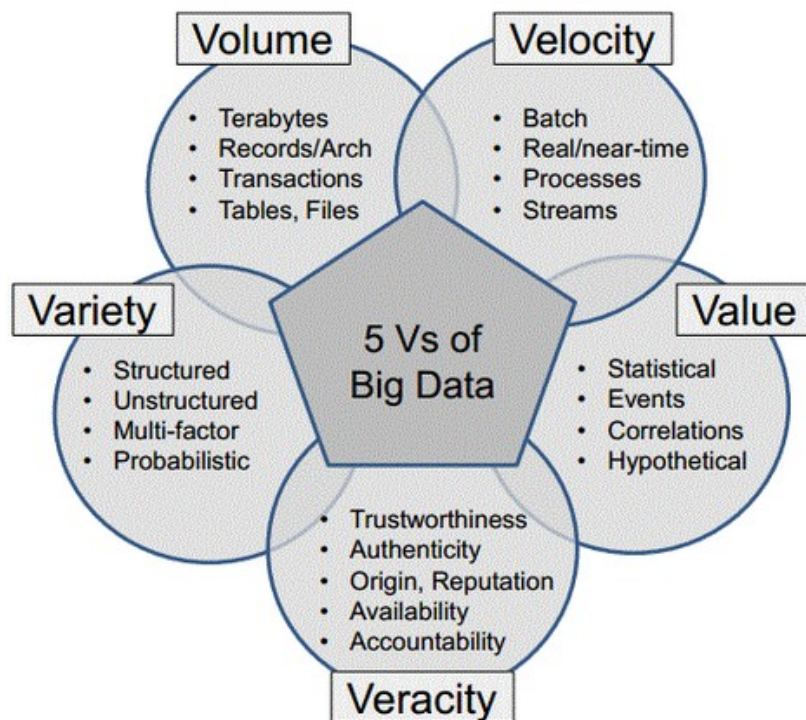 Volume
• Terabytes
• Records/Arch
• Transactions
• Tables, Files
Velocity
• Batch
• Real/near-time
• Processes
• Streams
Variety
• Structured
• Unstructured
• Multi-factor
• Probabilistic
5 Vs of
Big Data
Value
• Statistical
• Events
• Correlations
• Hypothetical
• Trustworthiness
• Authenticity
• Origin, Reputation
• Availability
• Accountability
Veracity